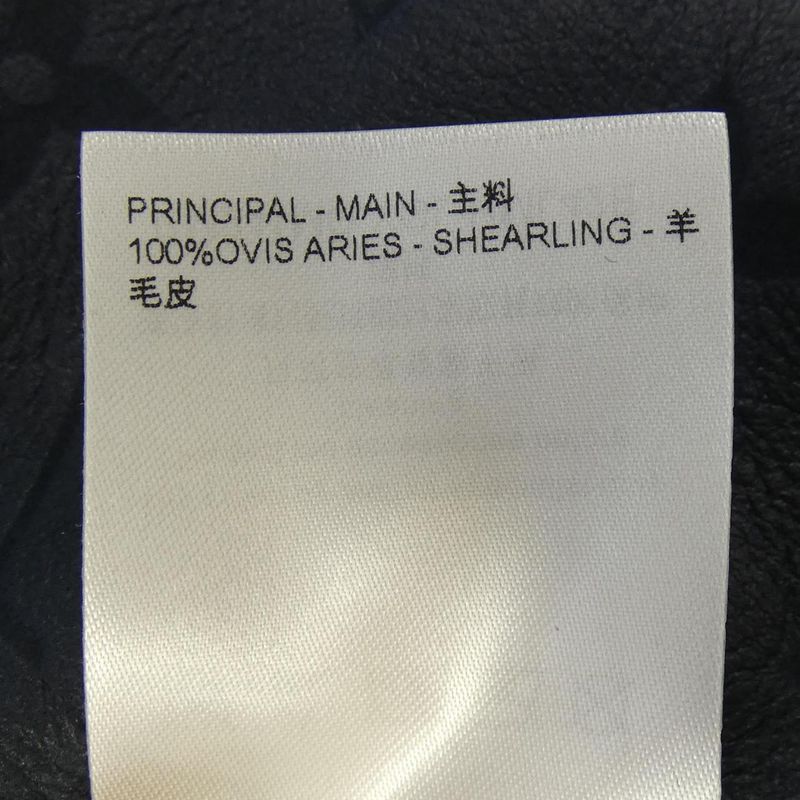 PRINCIPAL - MAIN - 主料
100%OVIS ARIES - SHEARLING - 羊
毛皮